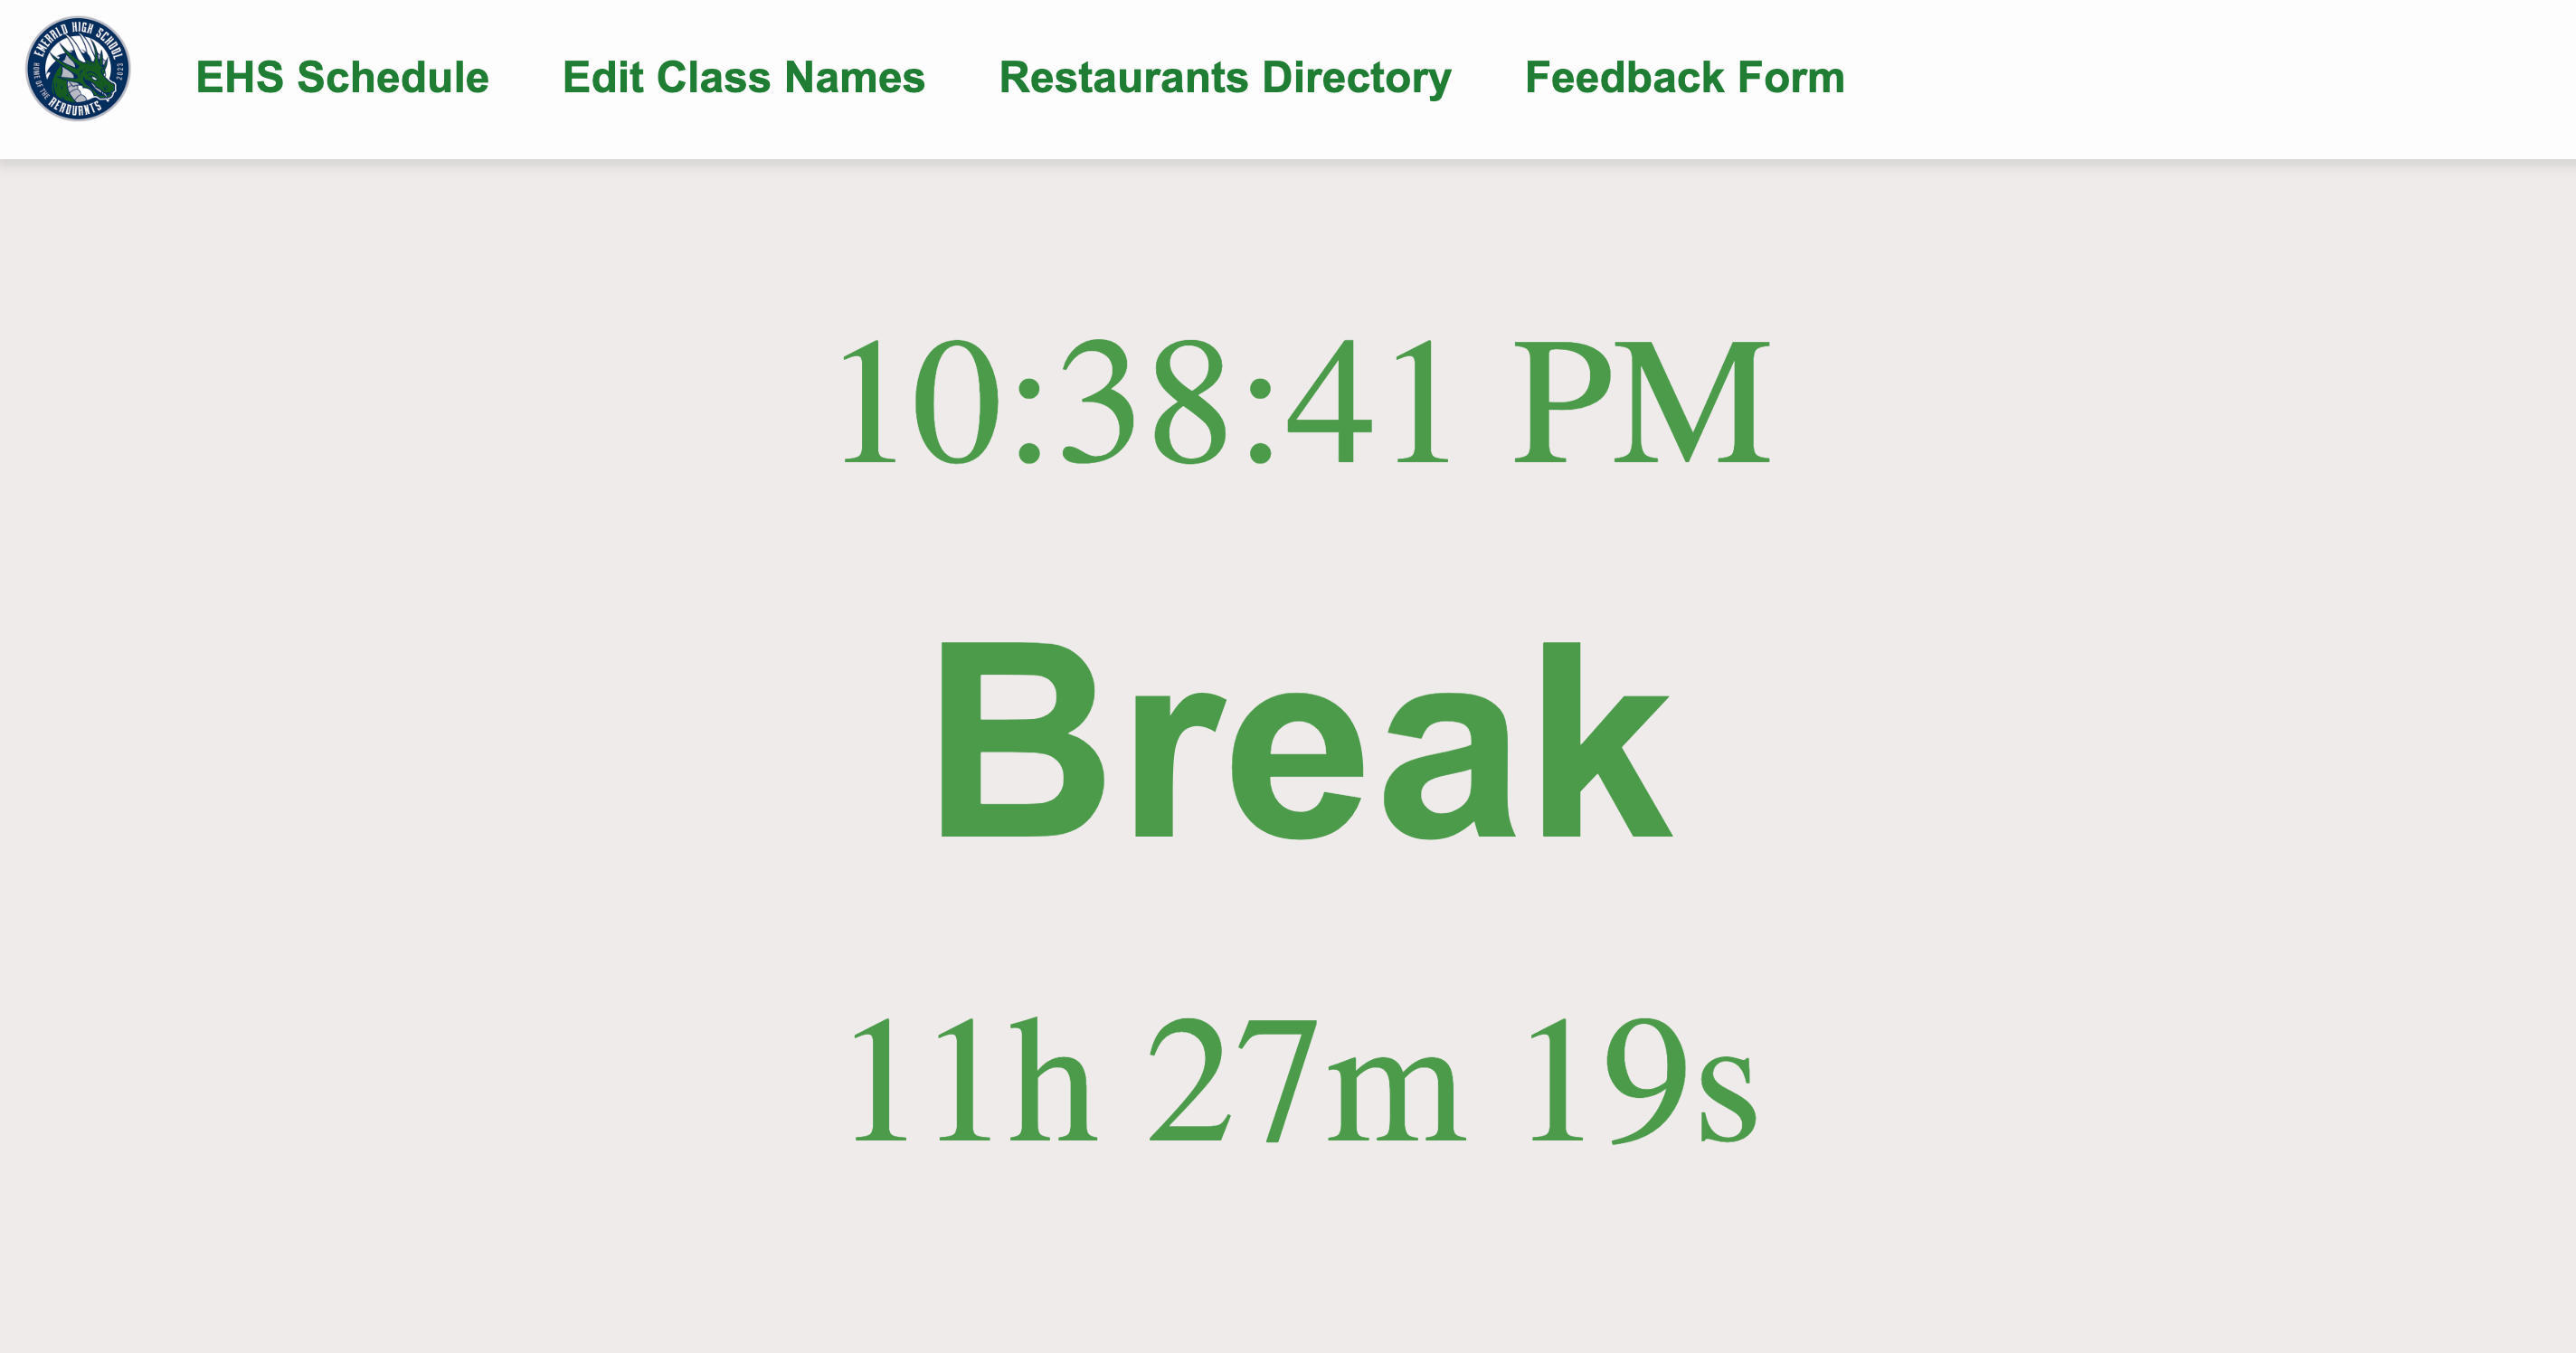 EMERALD HIGH SCHOOL
HOME OF THE AERAVANTS 2023
EHS Schedule Edit Class Names Restaurants Directory Feedback Form
10:38:41 PM
Break
11h 27m 19s